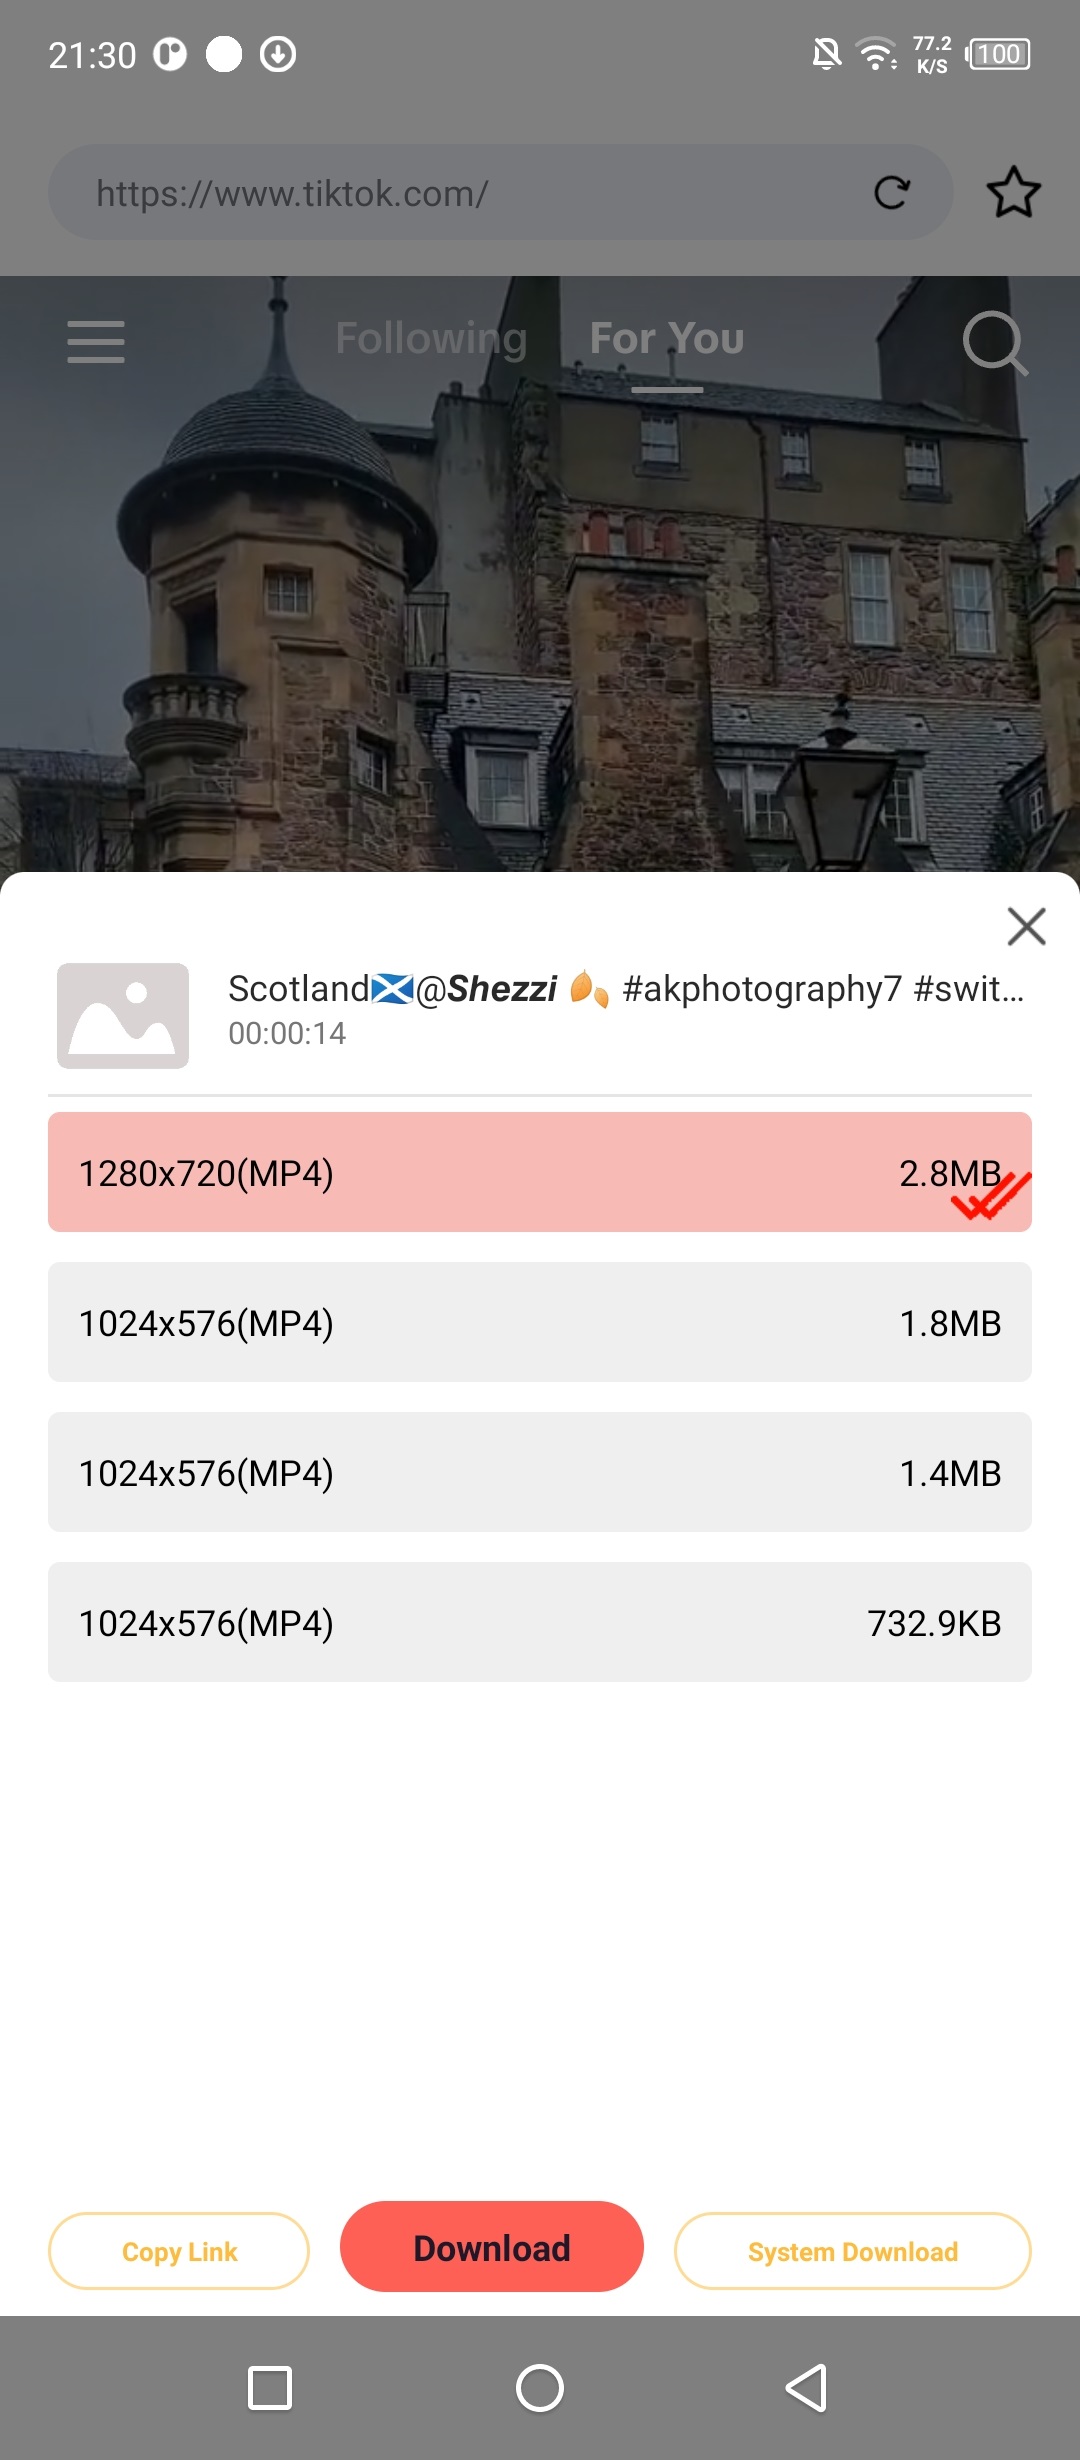 21:30 77.2 K/S 100
https://www.tiktok.com/
Following For You
Scotland🏴󠁧󠁢󠁳󠁣󠁴󠁿@Shezzi 🍂 #akphotography7 #swit...
00:00:14
1280x720(MP4) 2.8MB
1024x576(MP4) 1.8MB
1024x576(MP4) 1.4MB
1024x576(MP4) 732.9KB
Copy Link Download System Download